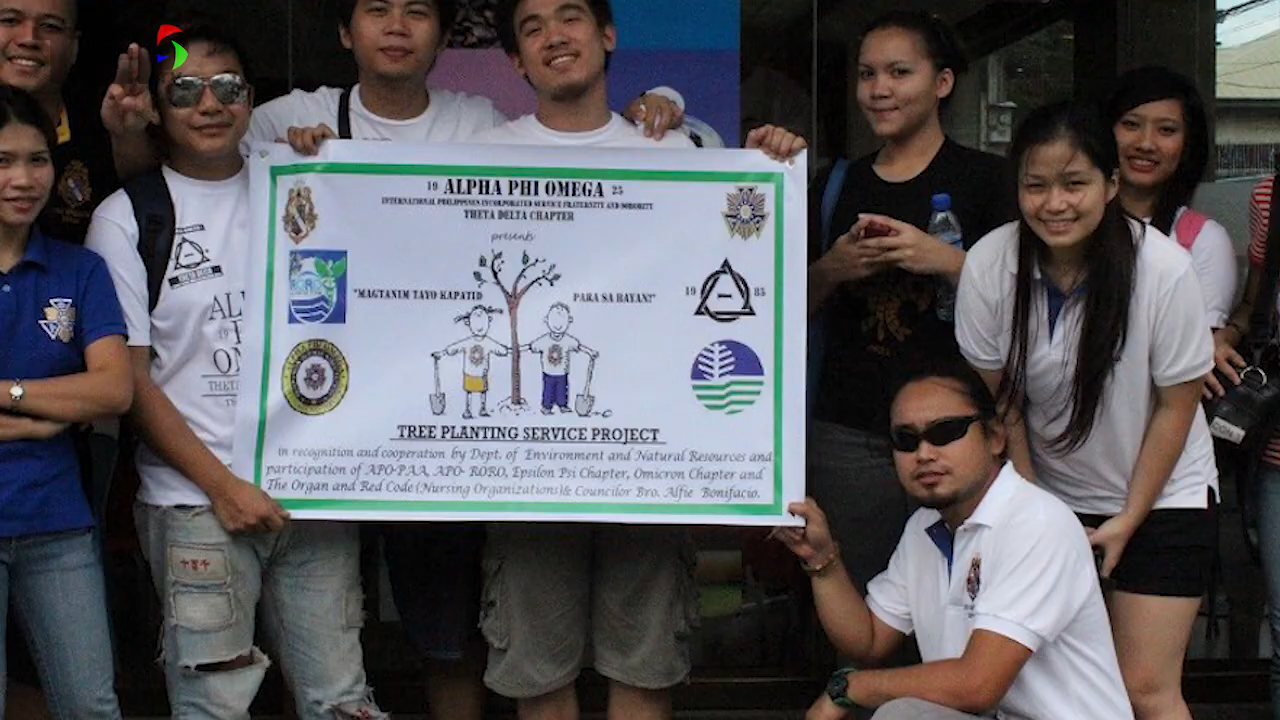 19 ALPHA PHI OMEGA 25
INTERNATIONAL PHILIPPINES INCORPORATED SERVICE FRATERNITY AND SORORITY
THETA DELTA CHAPTER
presents
"MAGTANIM TAYO KAPATID PARA SA BAYAN!"
19 85
TREE PLANTING SERVICE PROJECT
in recognition and cooperation by Dept. of Environment and Natural Resources and
participation of APO-PAA, APO- RORO, Epsilon Psi Chapter, Omicron Chapter and
The Organ and Red Code (Nursing Organizations)& Councilor Bro. Alfie Bonifacio.